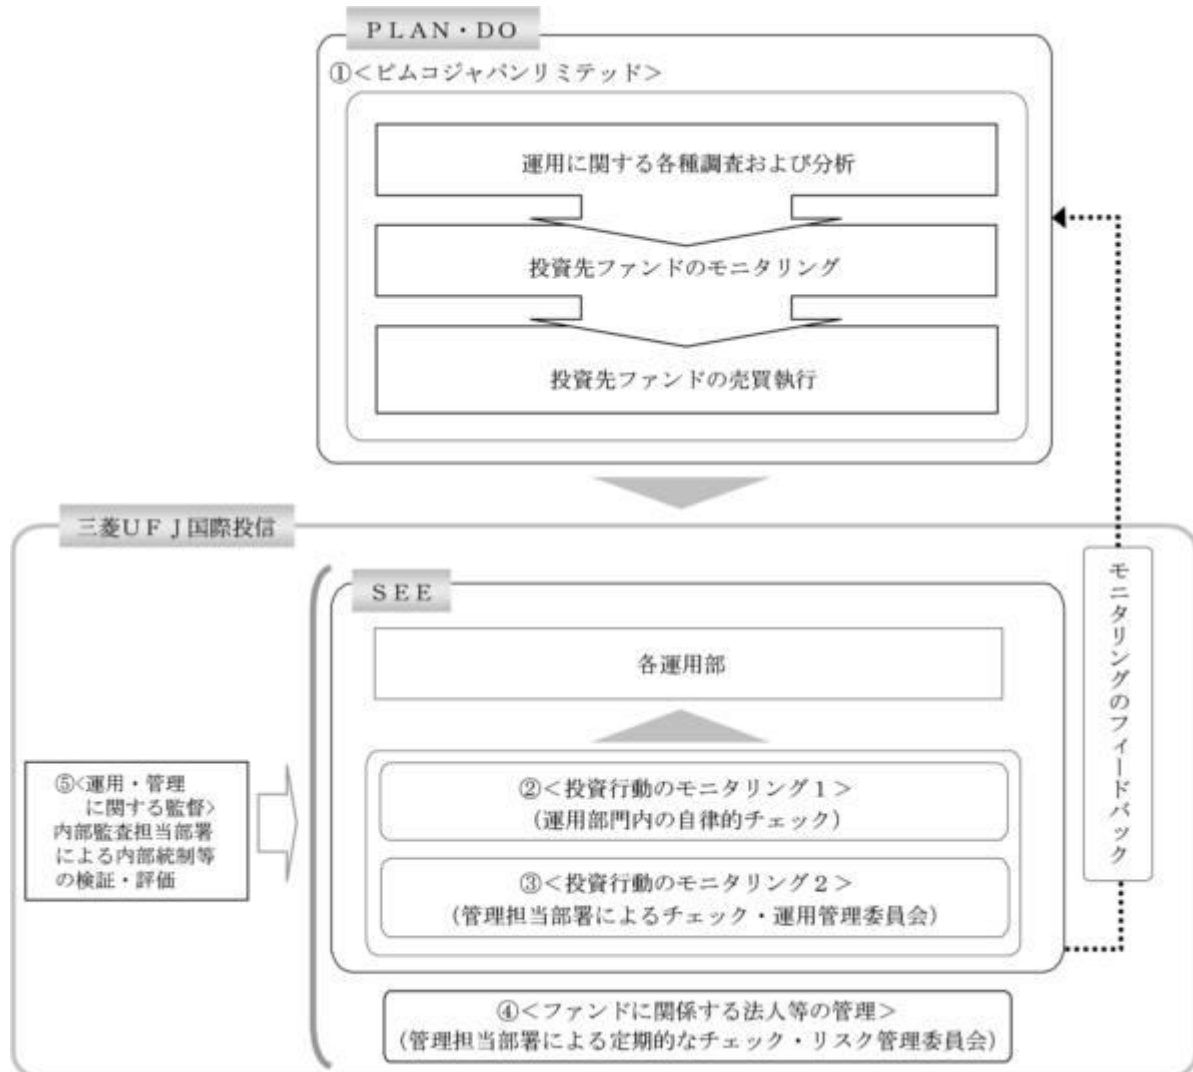 ＰＬＡＮ・ＤＯ
①＜ピムコジャパンリミテッド＞
運用に関する各種調査および分析
投資先ファンドのモニタリング
投資先ファンドの売買執行
三菱ＵＦＪ国際投信
ＳＥＥ
各運用部
②＜投資行動のモニタリング１＞
（運用部門内の自律的チェック）
③＜投資行動のモニタリング２＞
（管理担当部署によるチェック・運用管理委員会）
④＜ファンドに関係する法人等の管理＞
（管理担当部署による定期的なチェック・リスク管理委員会）
⑤＜運用・管理
に関する監督＞
内部監査担当部署
による内部統制等
の検証・評価
モニタリングのフィードバック